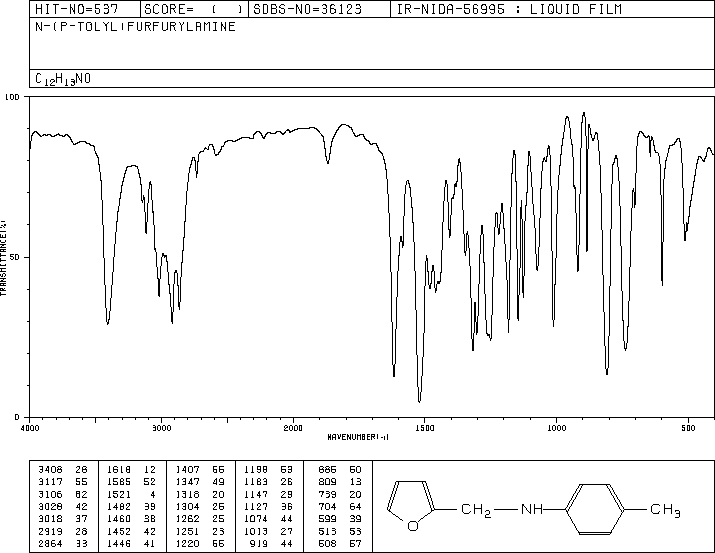 HIT-NO=537 SCORE= ( ) SDBS-NO=36123 IR-NIDA-56995 : LIQUID FILM
N-(P-TOLYL)FURFURYLAMINE
C12H13NO
100
50
0
TRANSMITTANCE(%)
4000 3000 2000 1500 1000 500
WAVENUMBER(-1)
3408 28 1618 12 1407 55 1198 53 885 50
3117 55 1585 52 1347 49 1183 26 809 13
3106 62 1521 4 1318 20 1147 29 739 20
3028 42 1482 39 1304 25 1127 36 704 64
3018 37 1460 38 1262 25 1074 44 599 39
2919 28 1452 42 1251 23 1013 27 513 53
2864 33 1446 41 1220 55 919 44 508 57
O CH2 NH CH3